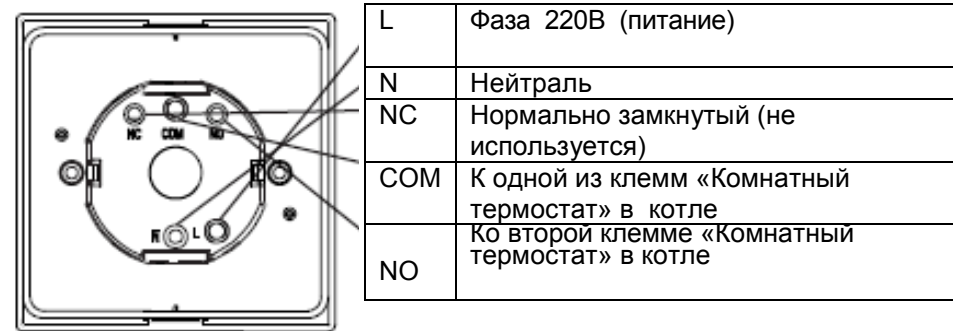 L Фаза 220В (питание)
N Нейтраль
NC Нормально замкнутый (не
используется)
COM К одной из клемм «Комнатный
термостат» в котле
Ко второй клемме «Комнатный
NO термостат» в котле
NC COM NO
N L